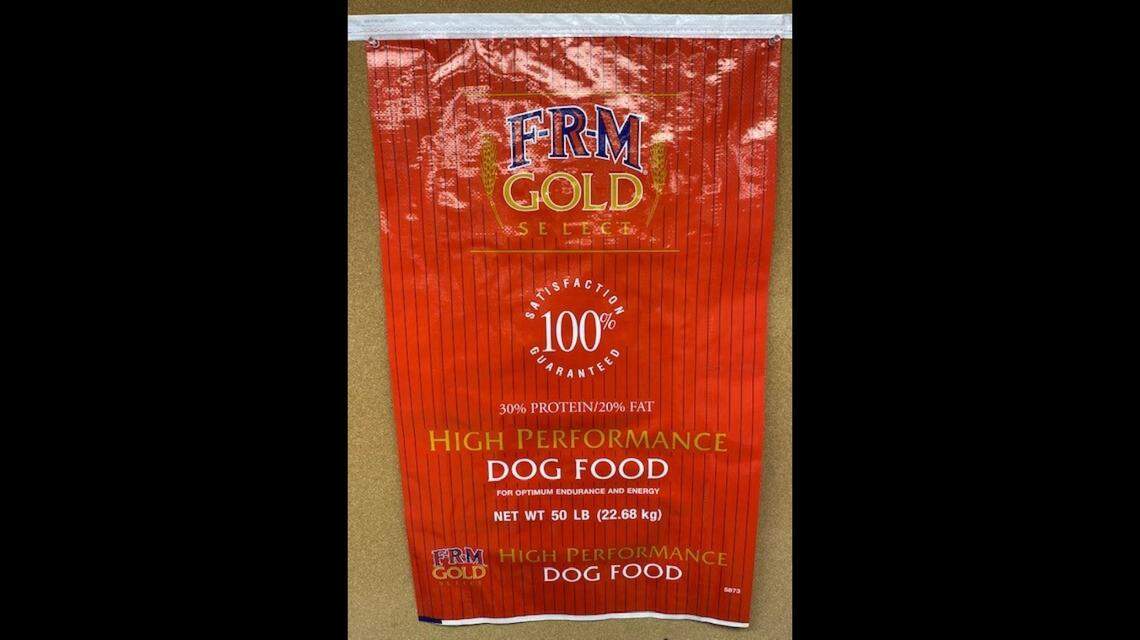 F-R-M
GOLD
SELECT
SATISFACTION
100%
GUARANTEED
30% PROTEIN/20% FAT
HIGH PERFORMANCE
DOG FOOD
FOR OPTIMUM ENDURANCE AND ENERGY
NET WT 50 LB (22.68 kg)
F-R-M
GOLD
SELECT
HIGH PERFORMANCE
DOG FOOD
5873